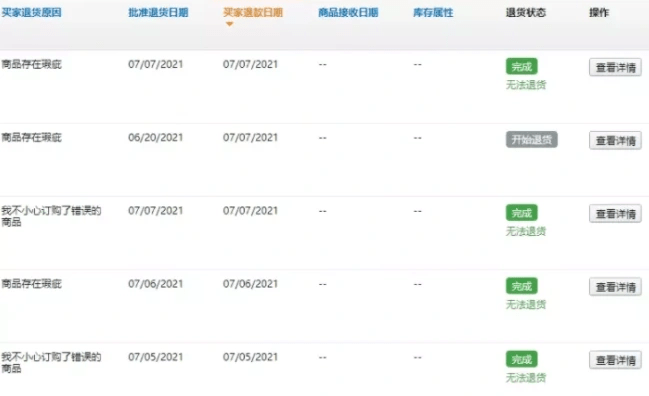 买家退货原因 批准退货日期 买家退款日期 商品接收日期 库存属性 退货状态 操作
商品存在瑕疵 07/07/2021 07/07/2021 -- -- 完成 查看详情
无法退货
商品存在瑕疵 06/20/2021 07/07/2021 -- -- 开始退货 查看详情
我不小心订购了错误的 07/07/2021 07/07/2021 -- -- 完成 查看详情
商品 无法退货
商品存在瑕疵 07/06/2021 07/06/2021 -- -- 完成 查看详情
无法退货
我不小心订购了错误的 07/05/2021 07/05/2021 -- -- 完成 查看详情
商品 无法退货